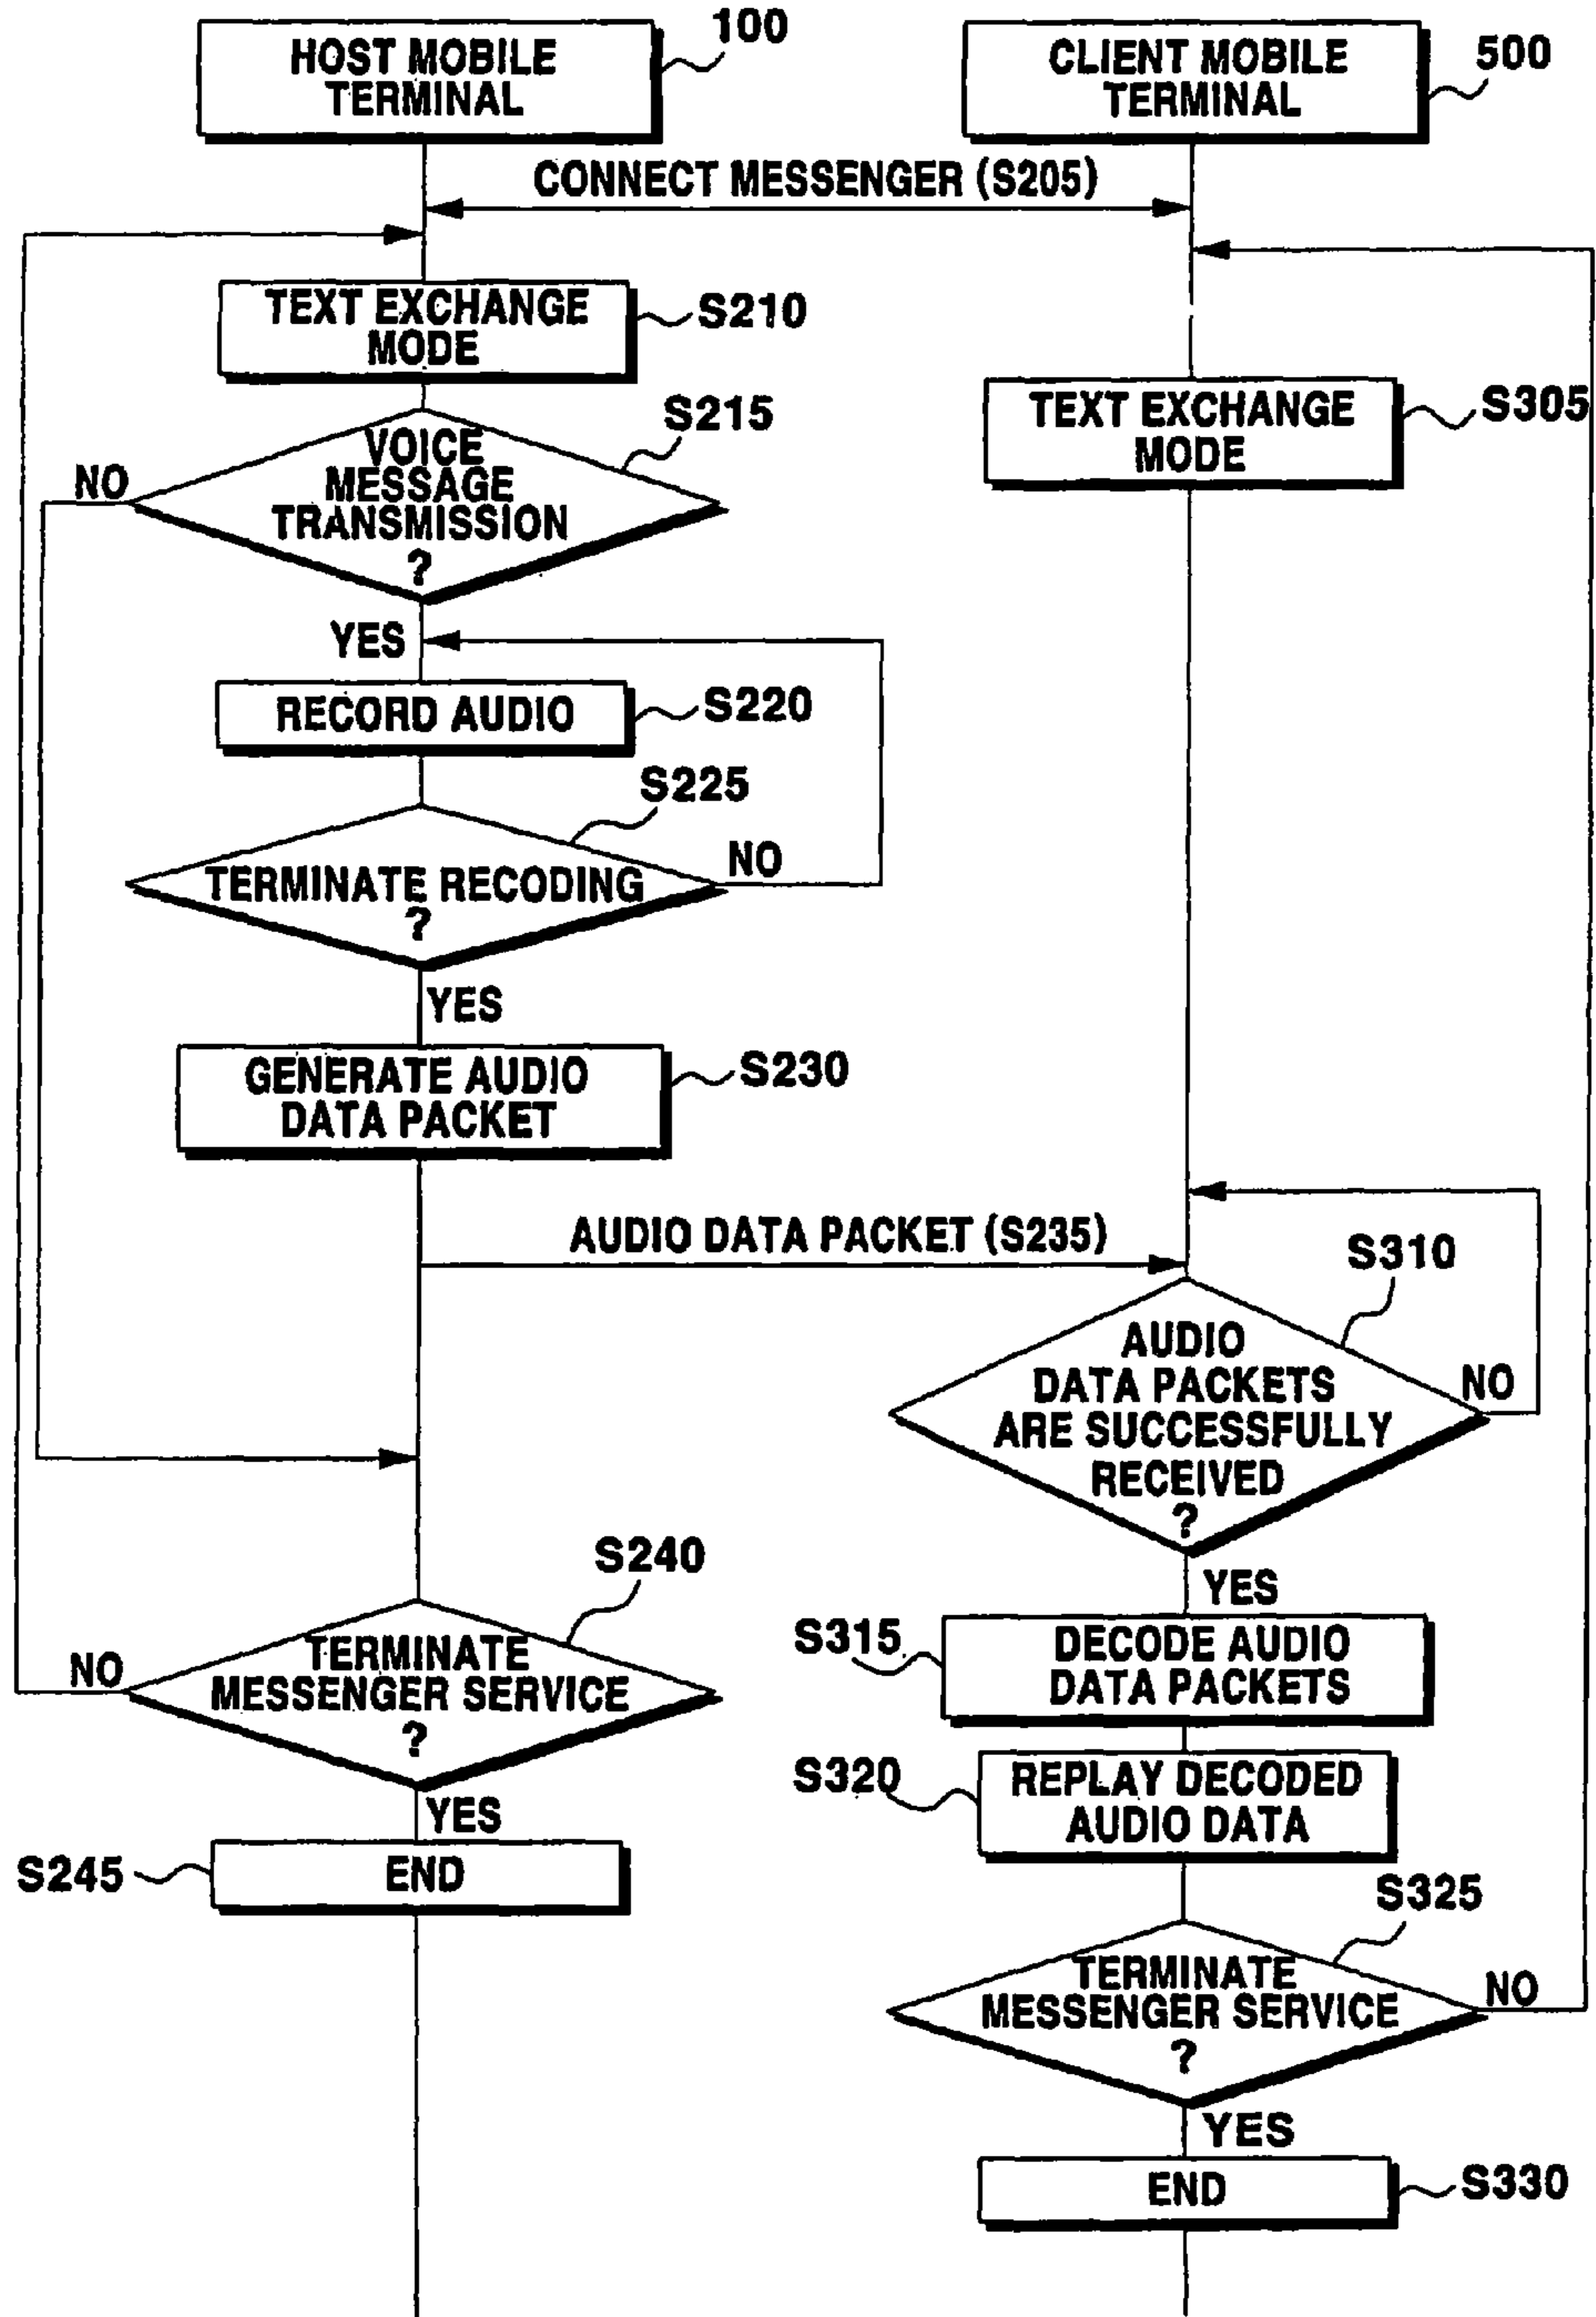 100
HOST MOBILE
TERMINAL
CLIENT MOBILE
TERMINAL
500
CONNECT MESSENGER (S205)
TEXT EXCHANGE
MODE
S210
TEXT EXCHANGE
MODE
S305
S215
VOICE
MESSAGE
TRANSMISSION
?
NO
YES
RECORD AUDIO
S220
S225
TERMINATE RECODING
?
NO
YES
GENERATE AUDIO
DATA PACKET
S230
AUDIO DATA PACKET (S235)
S310
AUDIO
DATA PACKETS
ARE SUCCESSFULLY
RECEIVED
?
NO
YES
S240
TERMINATE
MESSENGER SERVICE
?
NO
YES
S245
END
S315
DECODE AUDIO
DATA PACKETS
S320
REPLAY DECODED
AUDIO DATA
S325
TERMINATE
MESSENGER SERVICE
?
NO
YES
END
S330